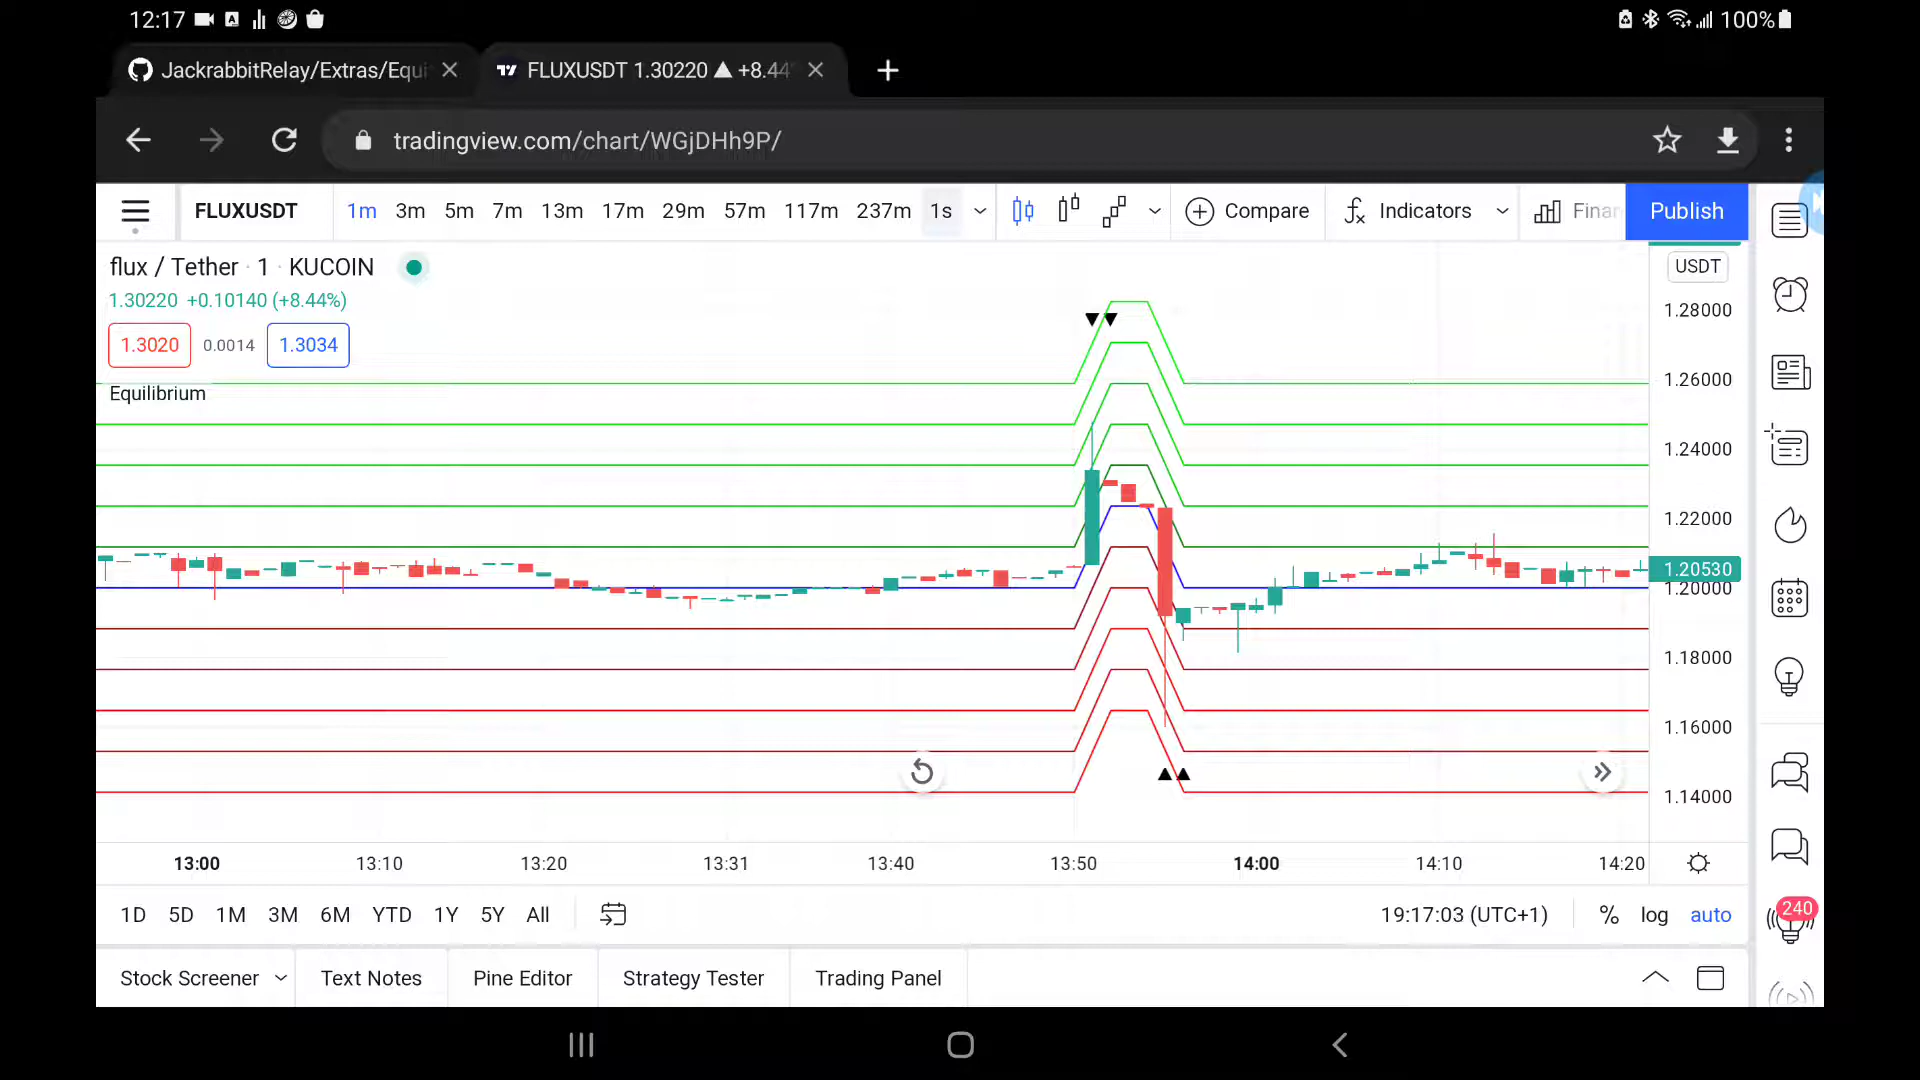 12:17
100%
JackrabbitRelay/Extras/Equi
FLUXUSDT 1.30220 ▲ +8.44
tradingview.com/chart/WGjDHh9P/
FLUXUSDT 1m 3m 5m 7m 13m 17m 29m 57m 117m 237m 1s Compare Indicators Finan Publish
flux / Tether · 1 · KUCOIN
USDT
1.30220 +0.10140 (+8.44%)
1.3020 0.0014 1.3034
Equilibrium
1.28000
1.26000
1.24000
1.22000
1.20530
1.20000
1.18000
1.16000
1.14000
13:00 13:10 13:20 13:31 13:40 13:50 14:00 14:10 14:20
1D 5D 1M 3M 6M YTD 1Y 5Y All 19:17:03 (UTC+1) % log auto
240
Stock Screener Text Notes Pine Editor Strategy Tester Trading Panel